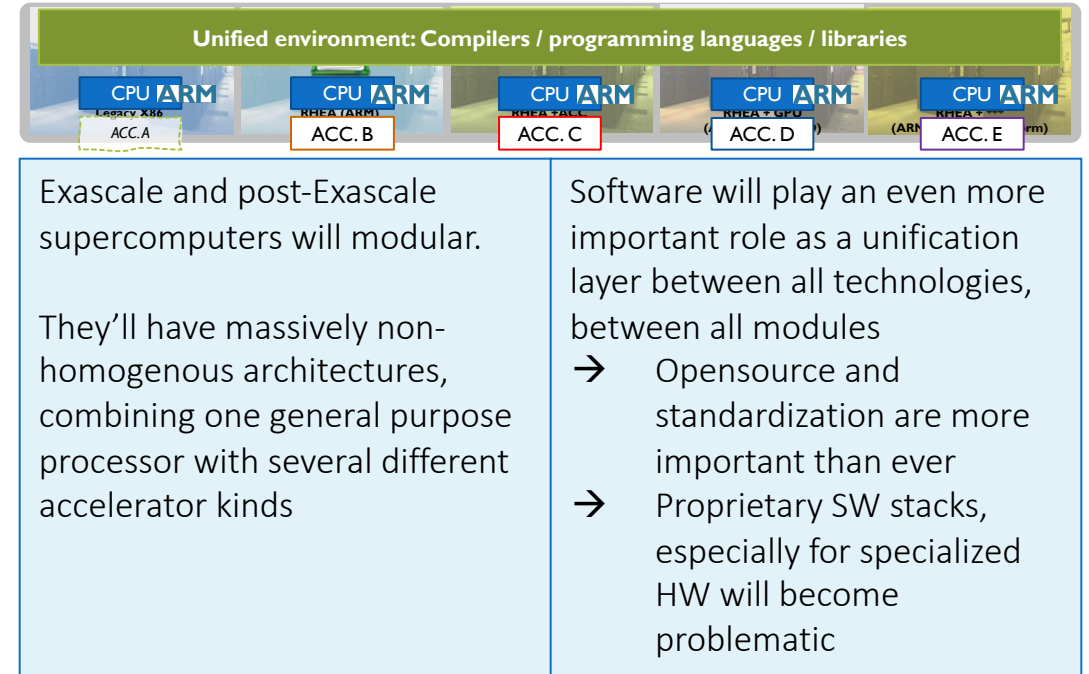 Unified environment: Compilers / programming languages / libraries
CPU ARM CPU ARM CPU ARM CPU ARM CPU ARM
Legacy X86 RHEA (ARM) RHEA +ACC RHEA + GPU RHEA +
ACC. A ACC. B ACC. C ACC. D ACC. E
Exascale and post-Exascale
supercomputers will modular.
They’ll have massively non-
homogenous architectures,
combining one general purpose
processor with several different
accelerator kinds
Software will play an even more
important role as a unification
layer between all technologies,
between all modules
→ Opensource and
standardization are more
important than ever
→ Proprietary SW stacks,
especially for specialized
HW will become
problematic